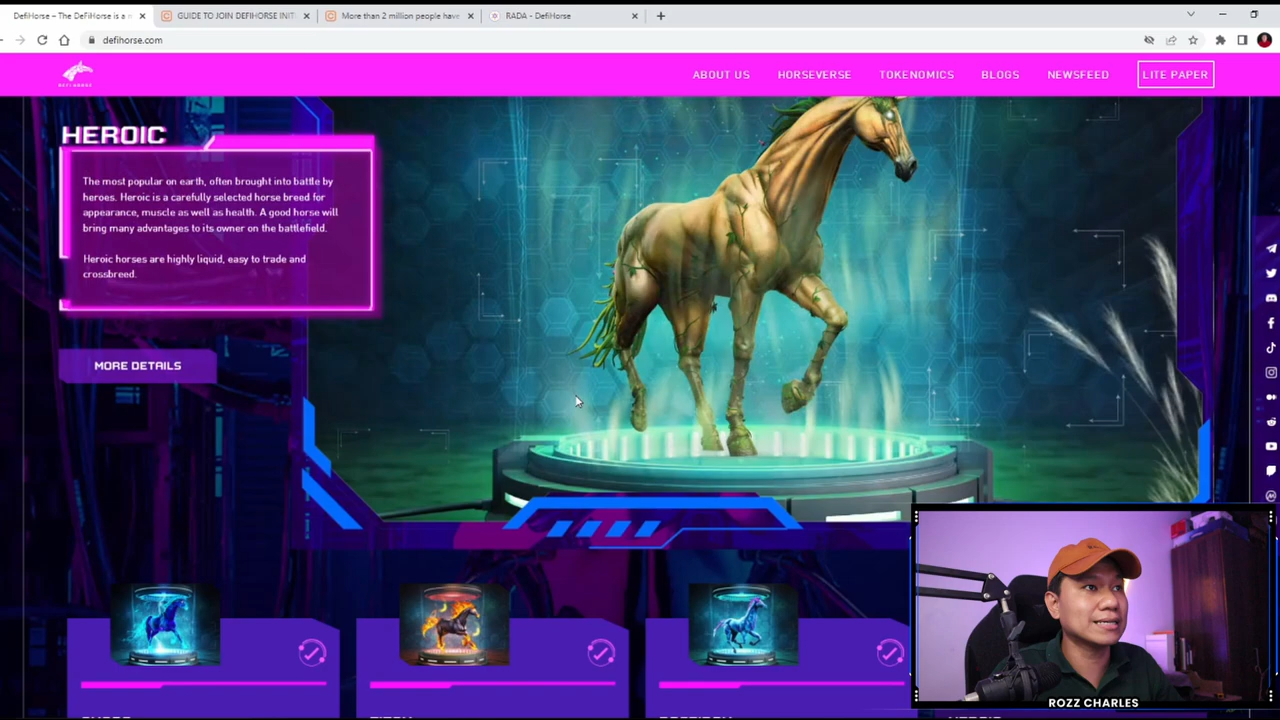 DefiHorse – The DeFiHorse is a n
GUIDE TO JOIN DEFIHORSE INITI
More than 2 million people have
RADA - DefiHorse
defihorse.com
DEFI HORSE
ABOUT US
HORSEVERSE
TOKENOMICS
BLOGS
NEWSFEED
LITE PAPER
HEROIC
The most popular on earth, often brought into battle by
heroes. Heroic is a carefully selected horse breed for
appearance, muscle as well as health. A good horse will
bring many advantages to its owner on the battlefield.
Heroic horses are highly liquid, easy to trade and
crossbreed.
MORE DETAILS
ROZZ CHARLES